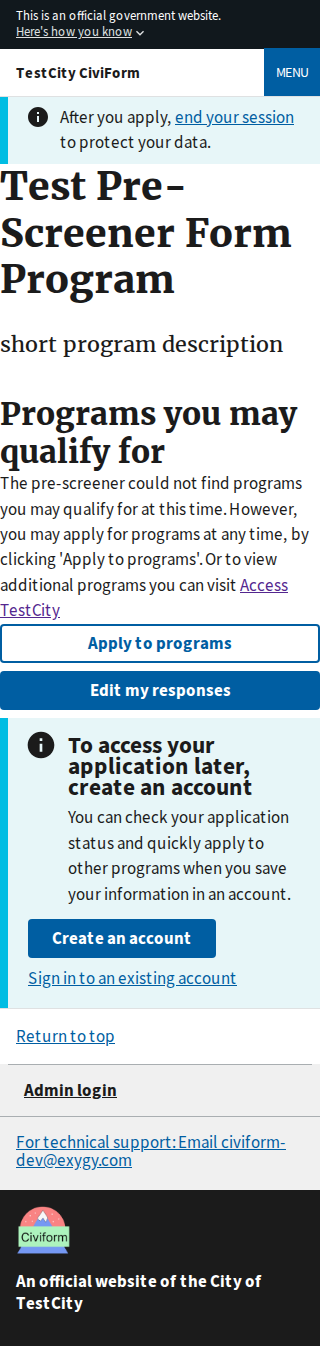 This is an official government website.
Here's how you know
TestCity CiviForm
MENU
After you apply, end your session
to protect your data.
Test Pre-
Screener Form
Program
short program description
Programs you may
qualify for
The pre-screener could not find programs
you may qualify for at this time. However,
you may apply for programs at any time, by
clicking 'Apply to programs'. Or to view
additional programs you can visit Access
TestCity
Apply to programs
Edit my responses
To access your
application later,
create an account
You can check your application
status and quickly apply to
other programs when you save
your information in an account.
Create an account
Sign in to an existing account
Return to top
Admin login
For technical support: Email civiform-
dev@exygy.com
Civiform
An official website of the City of
TestCity